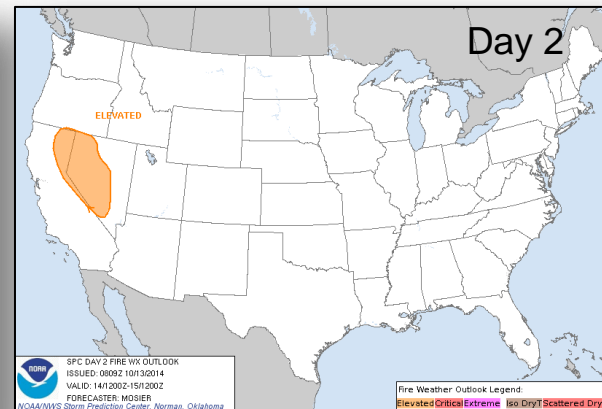 Day 2
ELEVATED
NOAA
SPC DAY 2 FIRE WX OUTLOOK
ISSUED: 0809Z 10/13/2014
VALID: 14/1200Z-15/1200Z
FORECASTER: MOSIER
NOAA/NWS Storm Prediction Center, Norman, Oklahoma
Fire Weather Outlook Legend:
Elevated Critical Extreme Iso DryT Scattered Dry